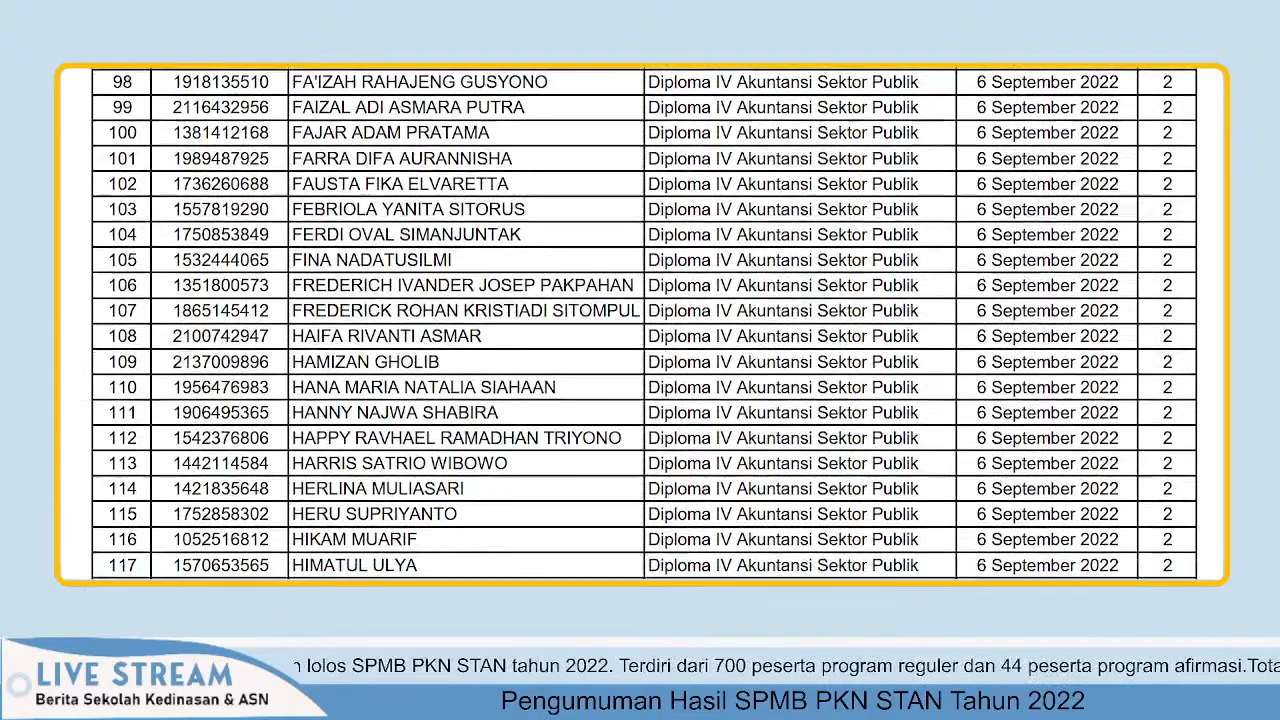 98 1918135510 FA'IZAH RAHAJENG GUSYONO Diploma IV Akuntansi Sektor Publik 6 September 2022 2
99 2116432956 FAIZAL ADI ASMARA PUTRA Diploma IV Akuntansi Sektor Publik 6 September 2022 2
100 1381412168 FAJAR ADAM PRATAMA Diploma IV Akuntansi Sektor Publik 6 September 2022 2
101 1989487925 FARRA DIFA AURANNISHA Diploma IV Akuntansi Sektor Publik 6 September 2022 2
102 1736260688 FAUSTA FIKA ELVARETTA Diploma IV Akuntansi Sektor Publik 6 September 2022 2
103 1557819290 FEBRIOLA YANITA SITORUS Diploma IV Akuntansi Sektor Publik 6 September 2022 2
104 1750853849 FERDI OVAL SIMANJUNTAK Diploma IV Akuntansi Sektor Publik 6 September 2022 2
105 1532444065 FINA NADATUSILMI Diploma IV Akuntansi Sektor Publik 6 September 2022 2
106 1351800573 FREDERICH IVANDER JOSEP PAKPAHAN Diploma IV Akuntansi Sektor Publik 6 September 2022 2
107 1865145412 FREDERICK ROHAN KRISTIADI SITOMPUL Diploma IV Akuntansi Sektor Publik 6 September 2022 2
108 2100742947 HAIFA RIVANTI ASMAR Diploma IV Akuntansi Sektor Publik 6 September 2022 2
109 2137009896 HAMIZAN GHOLIB Diploma IV Akuntansi Sektor Publik 6 September 2022 2
110 1956476983 HANA MARIA NATALIA SIAHAAN Diploma IV Akuntansi Sektor Publik 6 September 2022 2
111 1906495365 HANNY NAJWA SHABIRA Diploma IV Akuntansi Sektor Publik 6 September 2022 2
112 1542376806 HAPPY RAVHAEL RAMADHAN TRIYONO Diploma IV Akuntansi Sektor Publik 6 September 2022 2
113 1442114584 HARRIS SATRIO WIBOWO Diploma IV Akuntansi Sektor Publik 6 September 2022 2
114 1421835648 HERLINA MULIASARI Diploma IV Akuntansi Sektor Publik 6 September 2022 2
115 1752858302 HERU SUPRIYANTO Diploma IV Akuntansi Sektor Publik 6 September 2022 2
116 1052516812 HIKAM MUARIF Diploma IV Akuntansi Sektor Publik 6 September 2022 2
117 1570653565 HIMATUL ULYA Diploma IV Akuntansi Sektor Publik 6 September 2022 2
LIVE STREAM
Berita Sekolah Kedinasan & ASN
lolos SPMB PKN STAN tahun 2022. Terdiri dari 700 peserta program reguler dan 44 peserta program afirmasi.Tota
Pengumuman Hasil SPMB PKN STAN Tahun 2022